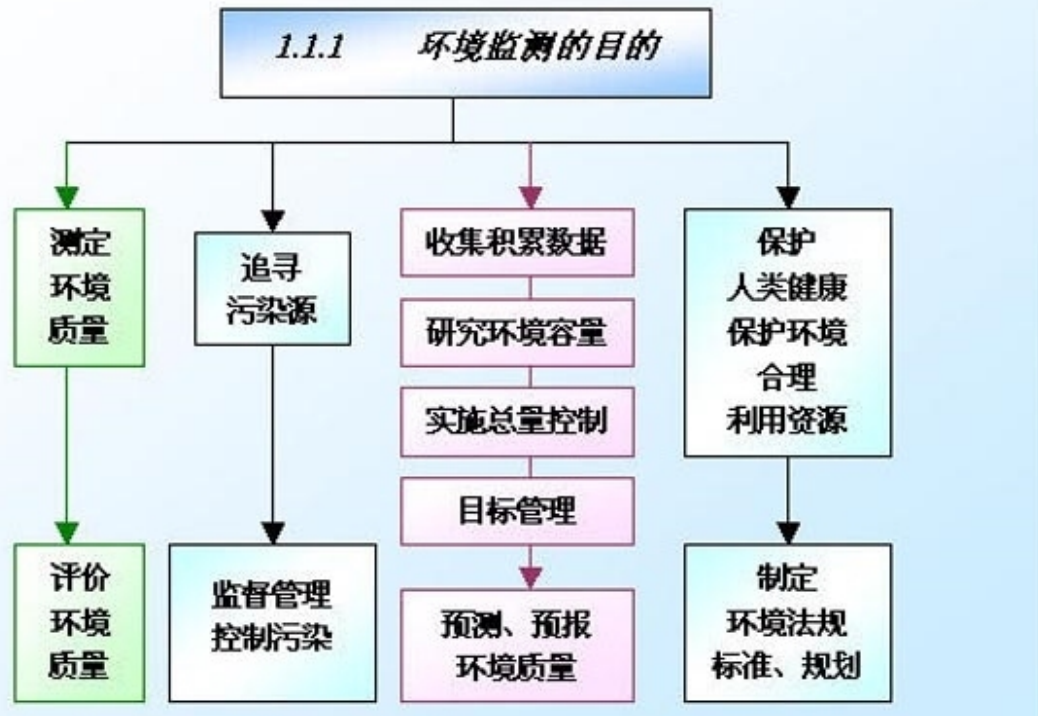 1.1.1 环境监测的目的
测定
环境
质量
追寻
污染源
收集积累数据
研究环境容量
实施总量控制
目标管理
保护
人类健康
保护环境
合理
利用资源
评价
环境
质量
监督管理
控制污染
预测、预报
环境质量
制定
环境法规
标准、规划